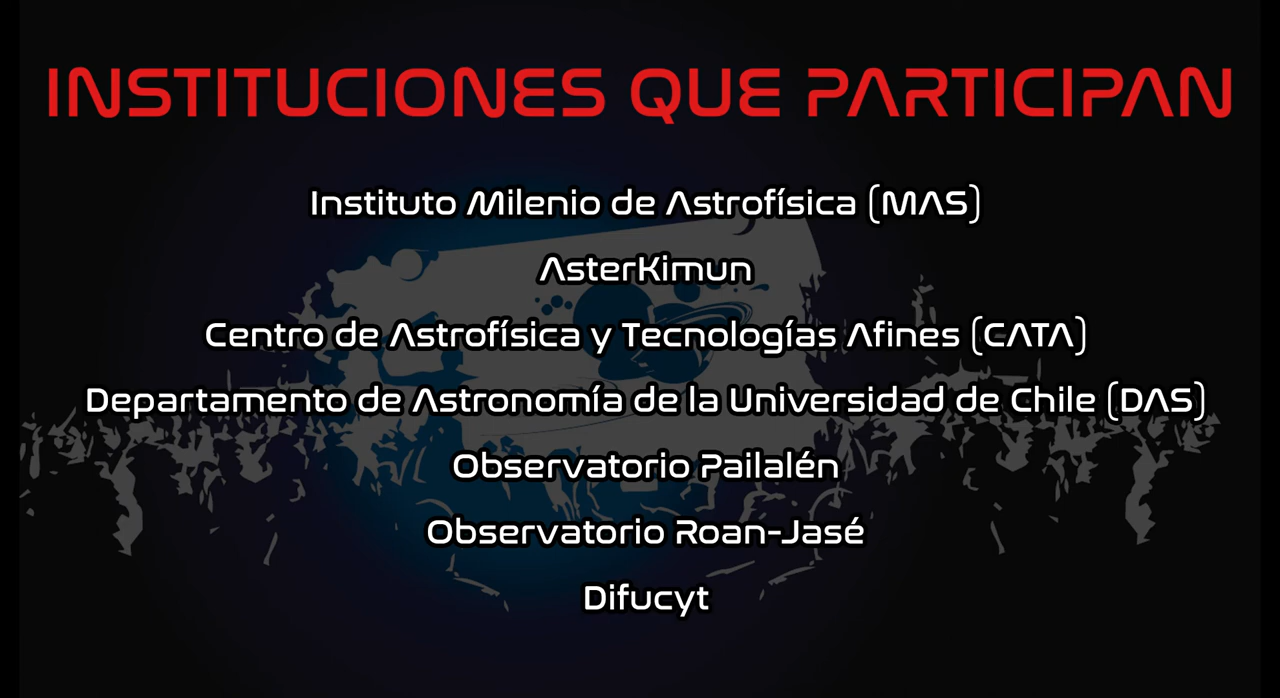 INSTITUCIONES QUE PARTICIPAN
Instituto Milenio de Astrofísica (MAS)
AsterKimun
Centro de Astrofísica y Tecnologías Afines (CATA)
Departamento de Astronomía de la Universidad de Chile (DAS)
Observatorio Pailalén
Observatorio Roan-Jasé
Difucyt